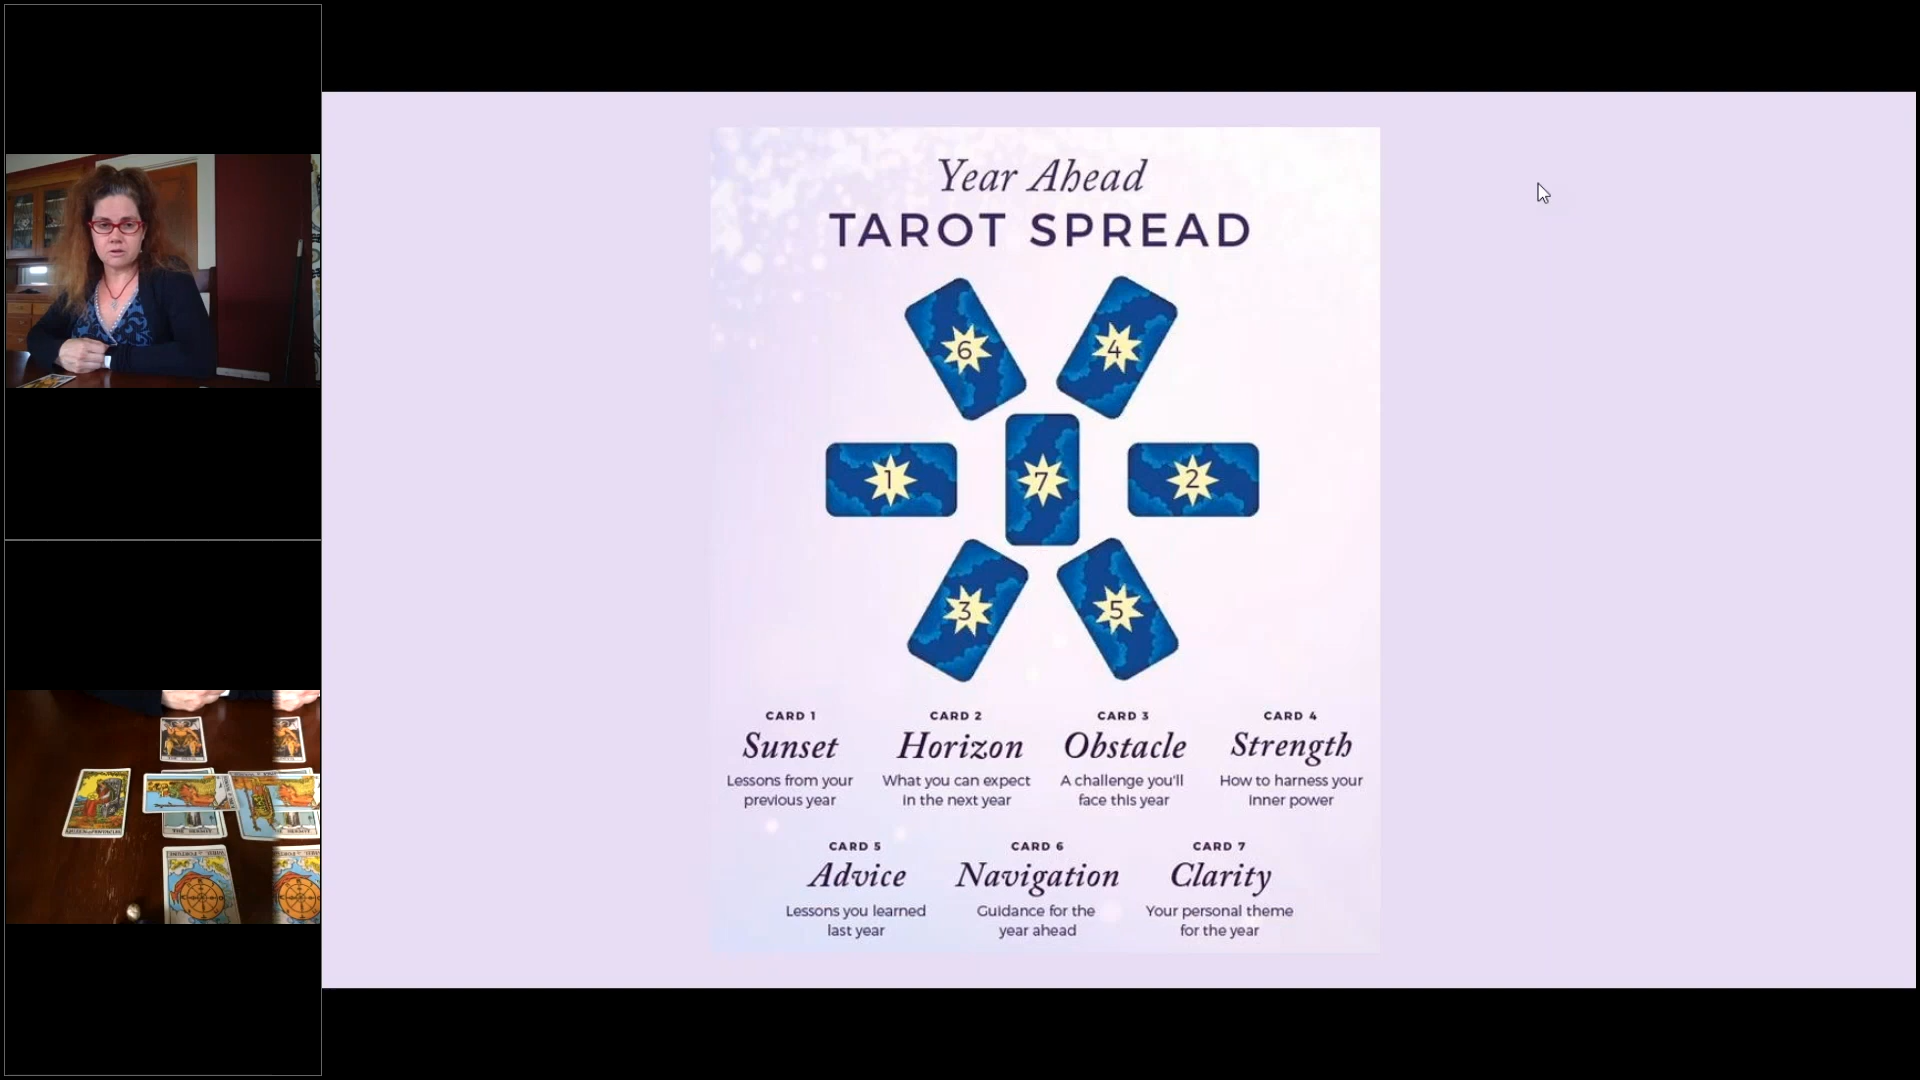 Year Ahead
TAROT SPREAD
6
4
1
7
2
3
5
CARD 1
Sunset
Lessons from your
previous year
CARD 2
Horizon
What you can expect
in the next year
CARD 3
Obstacle
A challenge you'll
face this year
CARD 4
Strength
How to harness your
inner power
CARD 5
Advice
Lessons you learned
last year
CARD 6
Navigation
Guidance for the
year ahead
CARD 7
Clarity
Your personal theme
for the year
THE HERMIT